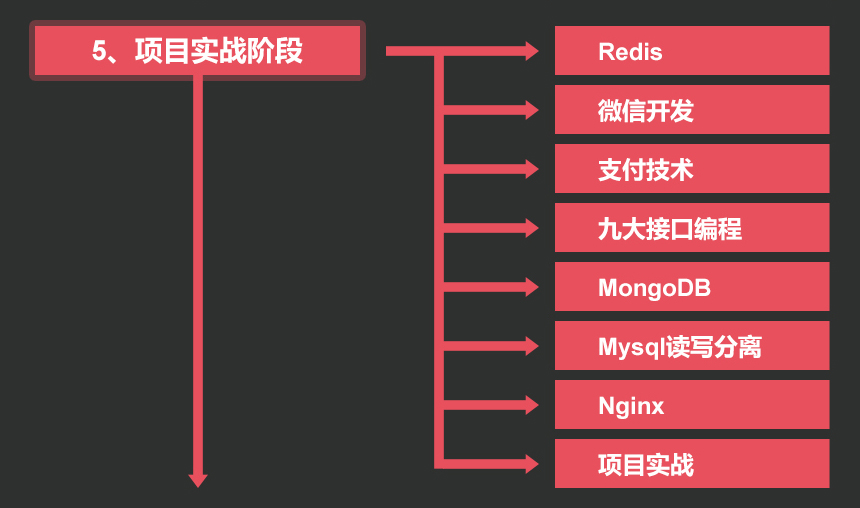 5、项目实战阶段
Redis
微信开发
支付技术
九大接口编程
MongoDB
Mysql读写分离
Nginx
项目实战